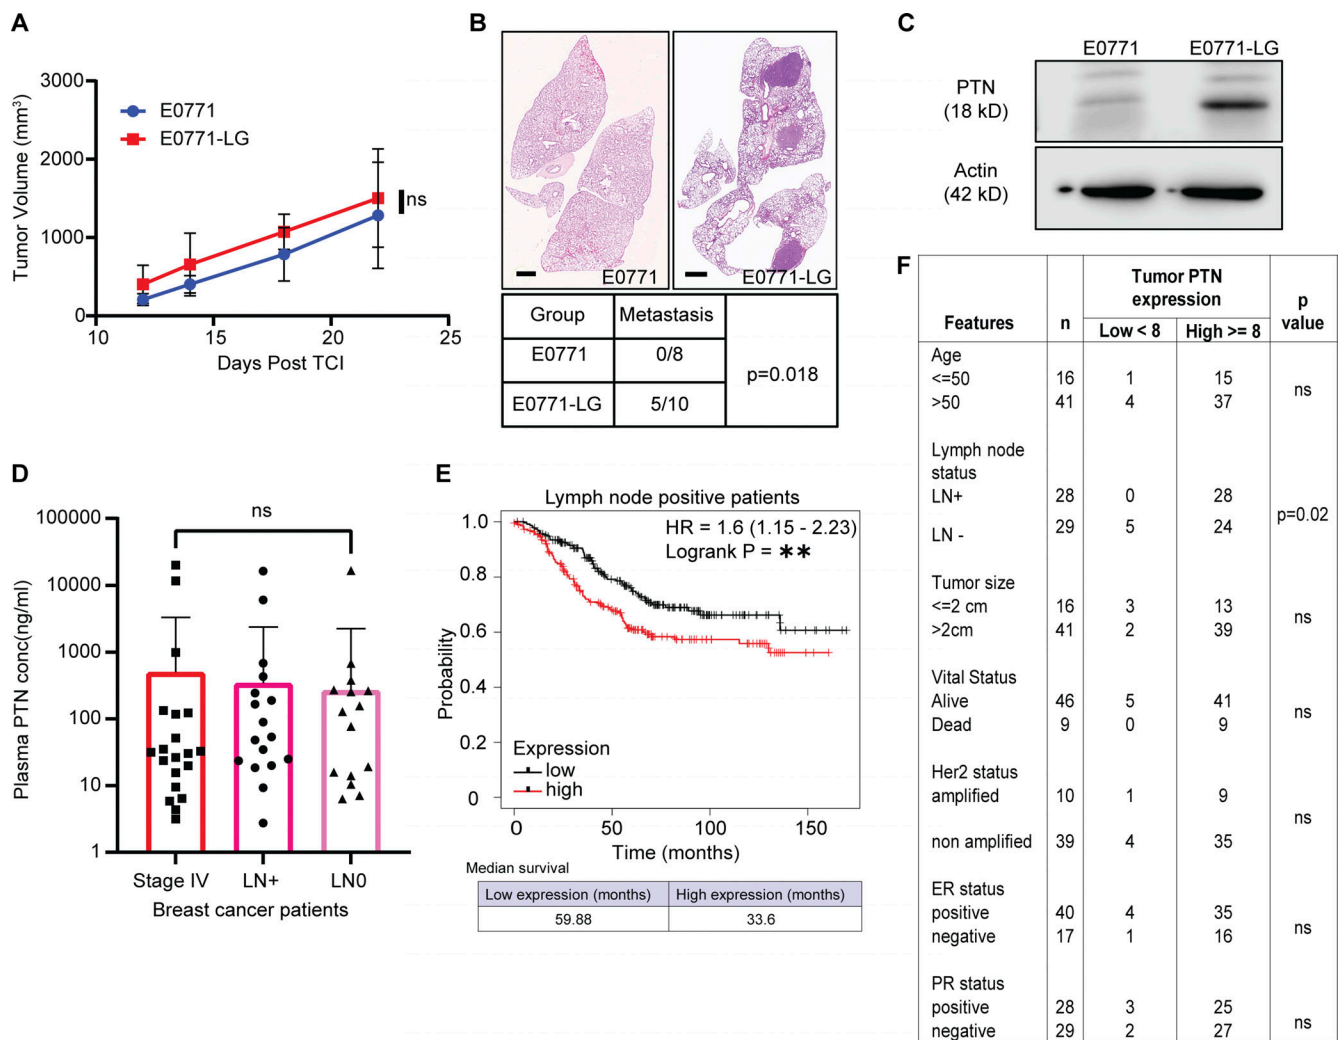 A
Tumor Volume (mm³)
3000
2000
1000
0
10
15
20
25
Days Post TCI
E0771
E0771-LG
ns
B
E0771
E0771-LG
Group Metastasis
E0771 0/8
E0771-LG 5/10
p=0.018
C
E0771 E0771-LG
PTN
(18 kD)
Actin
(42 kD)
D
Plasma PTN conc(ng/ml)
100000
10000
1000
100
10
1
ns
Stage IV LN+ LN0
Breast cancer patients
E
Lymph node positive patients
HR = 1.6 (1.15 - 2.23)
Logrank P = **
Probability
1.0
0.8
0.6
0.4
0.2
0
Expression
low
high
0 50 100 150
Time (months)
Median survival
Low expression (months) High expression (months)
59.88 33.6
F
Features n Tumor PTN expression p value
Low < 8 High >= 8
Age
<=50 16 1 15
>50 41 4 37
ns
Lymph node
status
LN+ 28 0 28
LN - 29 5 24
p=0.02
Tumor size
<=2 cm 16 3 13
>2cm 41 2 39
ns
Vital Status
Alive 46 5 41
Dead 9 0 9
ns
Her2 status
amplified 10 1 9
non amplified 39 4 35
ns
ER status
positive 40 4 35
negative 17 1 16
ns
PR status
positive 28 3 25
negative 29 2 27
ns